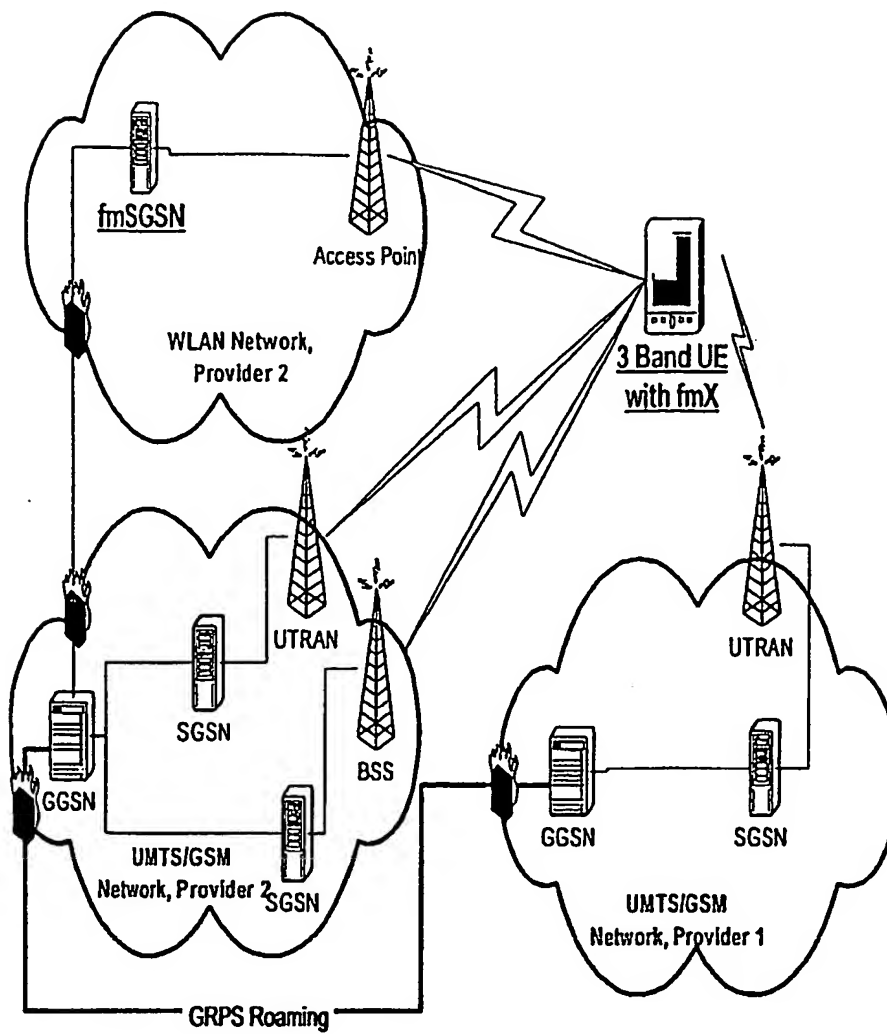 fmSGSN
Access Point
WLAN Network,
Provider 2
3 Band UE
with fmX
UTRAN
UTRAN
SGSN
BSS
GGSN
GGSN
SGSN
UMTS/GSM
Network, Provider 2
SGSN
UMTS/GSM
Network, Provider 1
GRPS Roaming